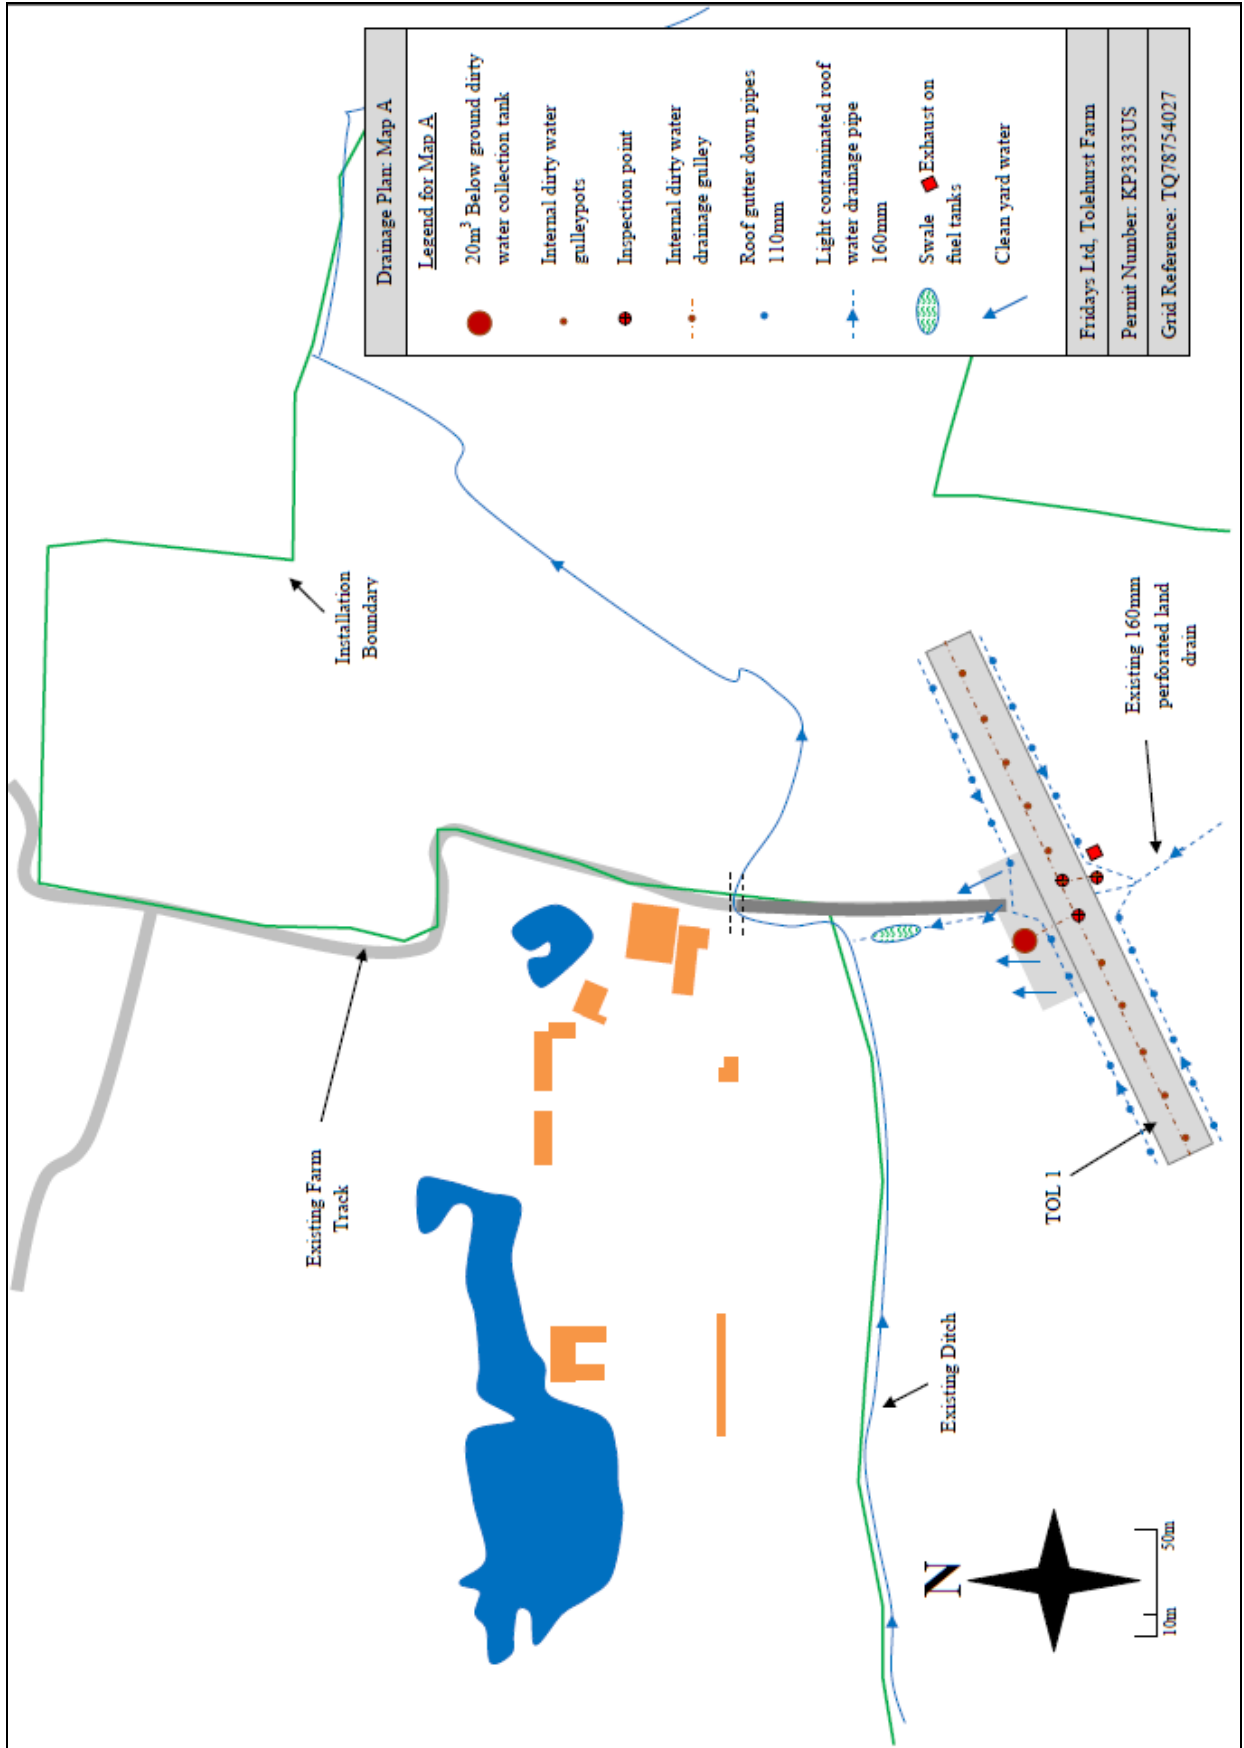 Drainage Plan: Map A
Legend for Map A
20m³ Below ground dirty
water collection tank
Internal dirty water
gulleypots
Inspection point
Internal dirty water
drainage gulley
Roof gutter down pipes
110mm
Light contaminated roof
water drainage pipe
160mm
Swale
Exhaust on
fuel tanks
Clean yard water
Fridays Ltd, Tolehurst Farm
Permit Number: KP3333US
Grid Reference: TQ78754027
Installation
Boundary
Existing Farm
Track
Existing 160mm
perforated land
drain
TOL 1
Existing Ditch
N
10m
50m